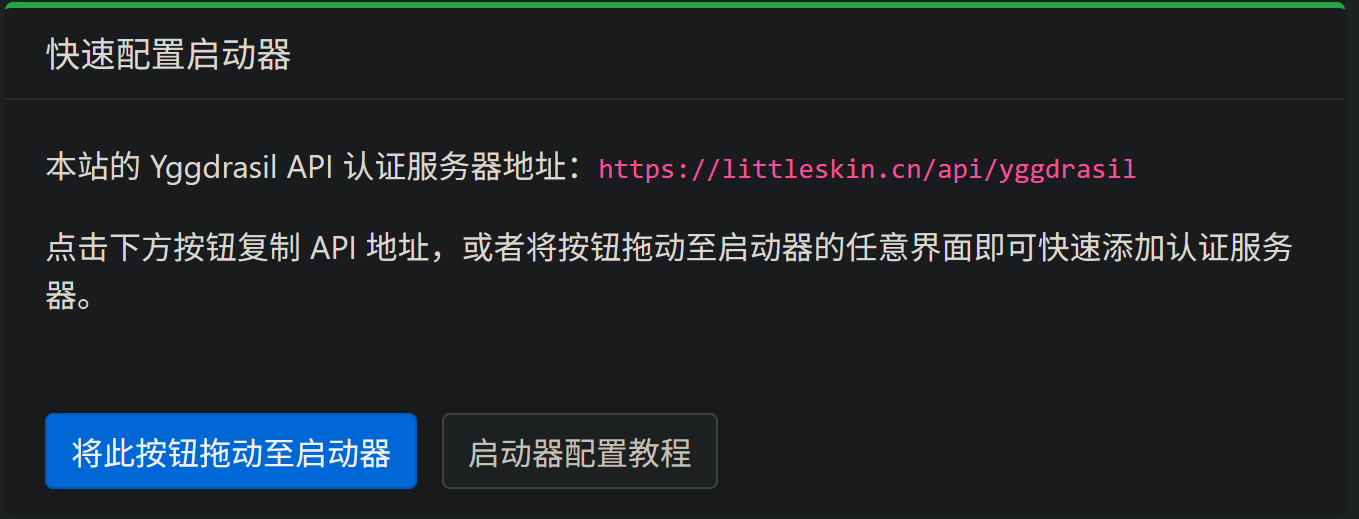 快速配置启动器
本站的 Yggdrasil API 认证服务器地址：https://littleskin.cn/api/yggdrasil
点击下方按钮复制 API 地址，或者将按钮拖动至启动器的任意界面即可快速添加认证服务
器。
将此按钮拖动至启动器
启动器配置教程